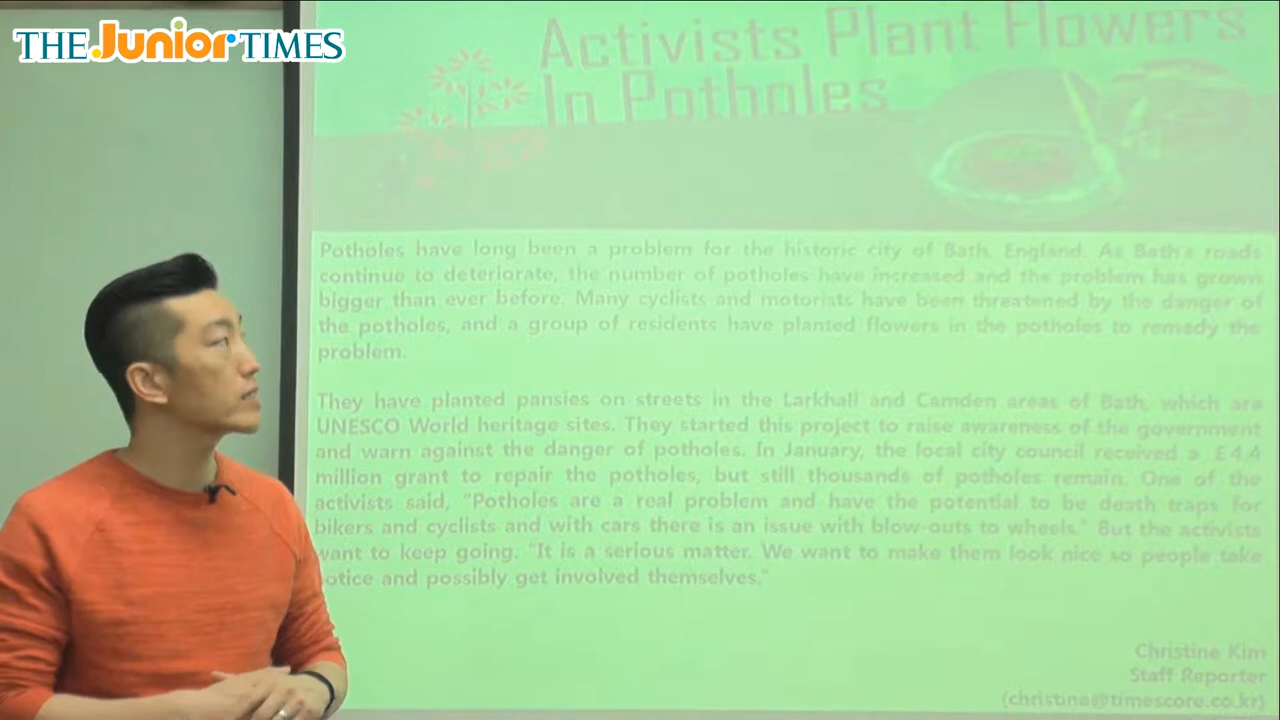 THE Junior TIMES
Activists Plant Flowers
In Potholes
Potholes have long been a problem for the historic city of Bath, England. As Bath's roads
continue to deteriorate, the number of potholes have increased and the problem has grown
bigger than ever before. Many cyclists and motorists have been threatened by the danger of
the potholes, and a group of residents have planted flowers in the potholes to remedy the
problem.
They have planted pansies on streets in the Larkhall and Camden areas of Bath, which are
UNESCO World heritage sites. They started this project to raise awareness of the government
and warn against the danger of potholes. In January, the local city council received a £4.4
million grant to repair the potholes, but still thousands of potholes remain. One of the
activists said, "Potholes are a real problem and have the potential to be death traps for
bikers and cyclists and with cars there is an issue with blow-outs to wheels." But the activists
want to keep going. "It is a serious matter. We want to make them look nice so people take
otice and possibly get involved themselves."
Christine Kim
Staff Reporter
(christine@timescore.co.kr)